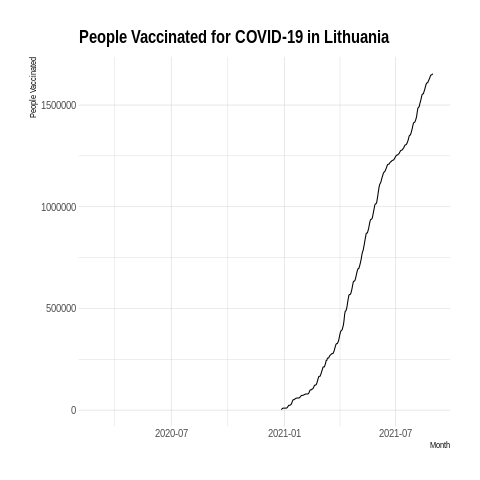 People Vaccinated for COVID-19 in Lithuania
People Vaccinated
1500000
1000000
500000
0
2020-07 2021-01 2021-07
Month